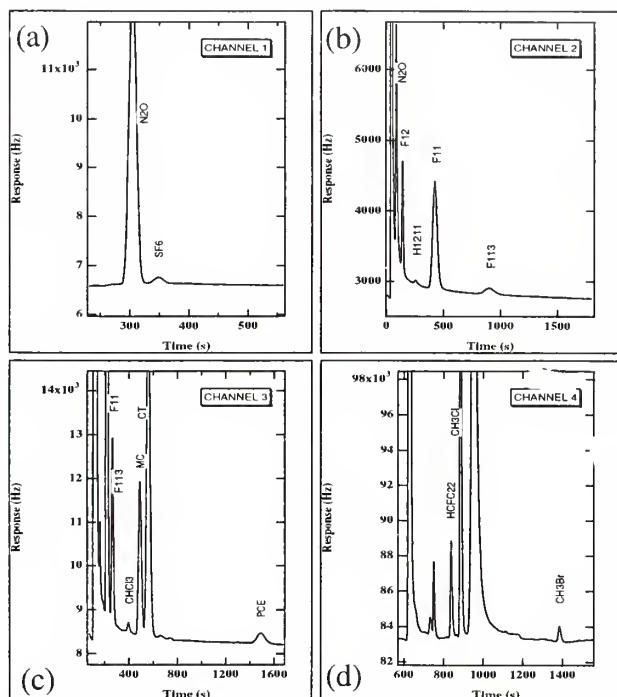 (a)
CHANNEL 1
11x10³
10
9
8
7
6
Response (Hz)
N2O
SF6
300
400
500
Time (s)
(b)
CHANNEL 2
6000
5000
4000
3000
Response (Hz)
N2O
F12
H1211
F11
F113
0
500
1000
1500
Time (s)
(c)
CHANNEL 3
14x10³
13
12
11
10
9
8
Response (Hz)
F11
F113
CHCl3
MC
CT
PCE
400
800
1200
1600
Time (s)
(d)
CHANNEL 4
98x10³
96
94
92
90
88
86
84
82
Response (Hz)
HCFC22
CH3Cl
CH3Br
600
800
1000
1200
1400
Time (s)